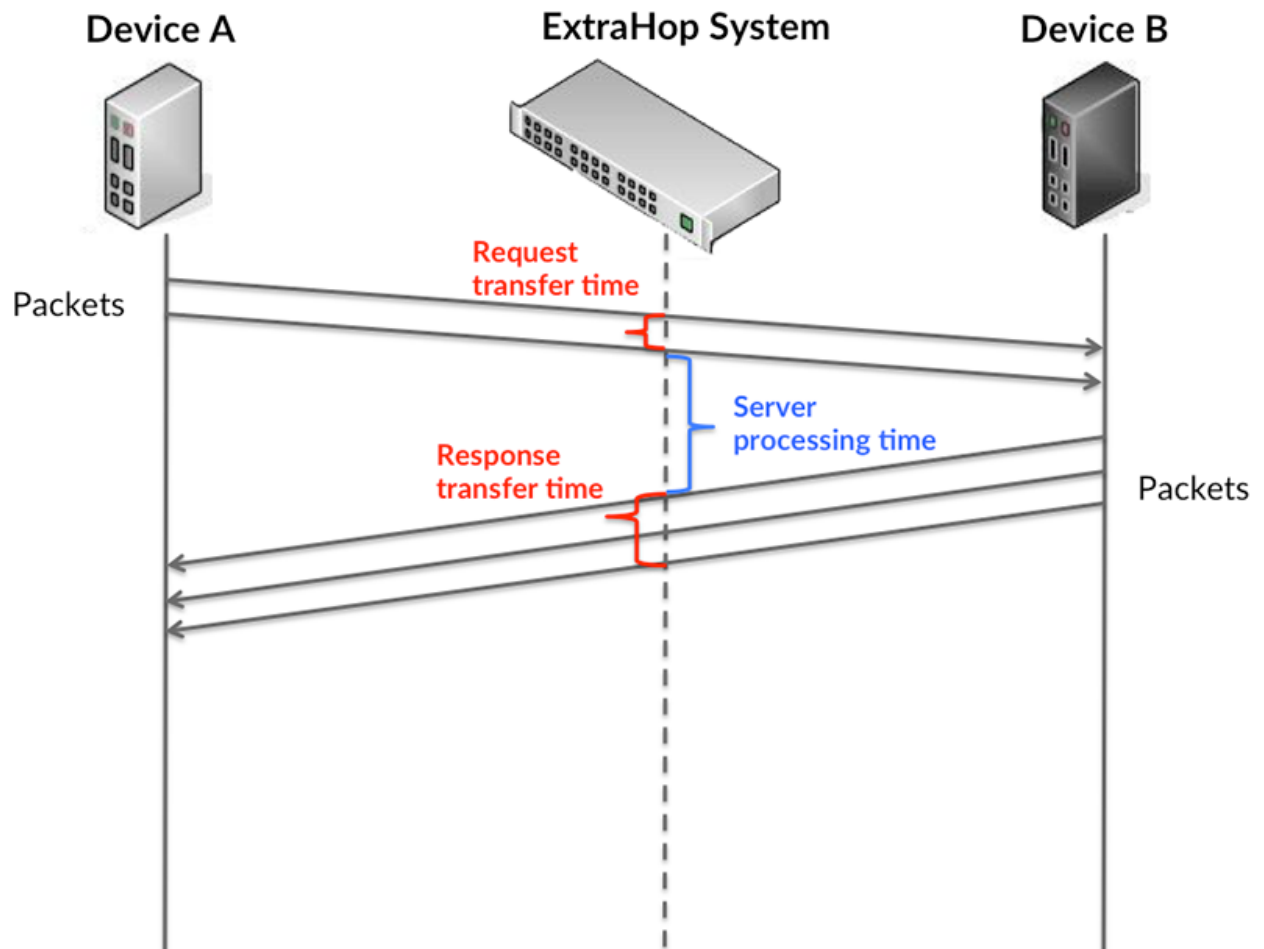 Device A
ExtraHop System
Device B
Request
transfer time
Packets
Server
processing time
Response
transfer time
Packets